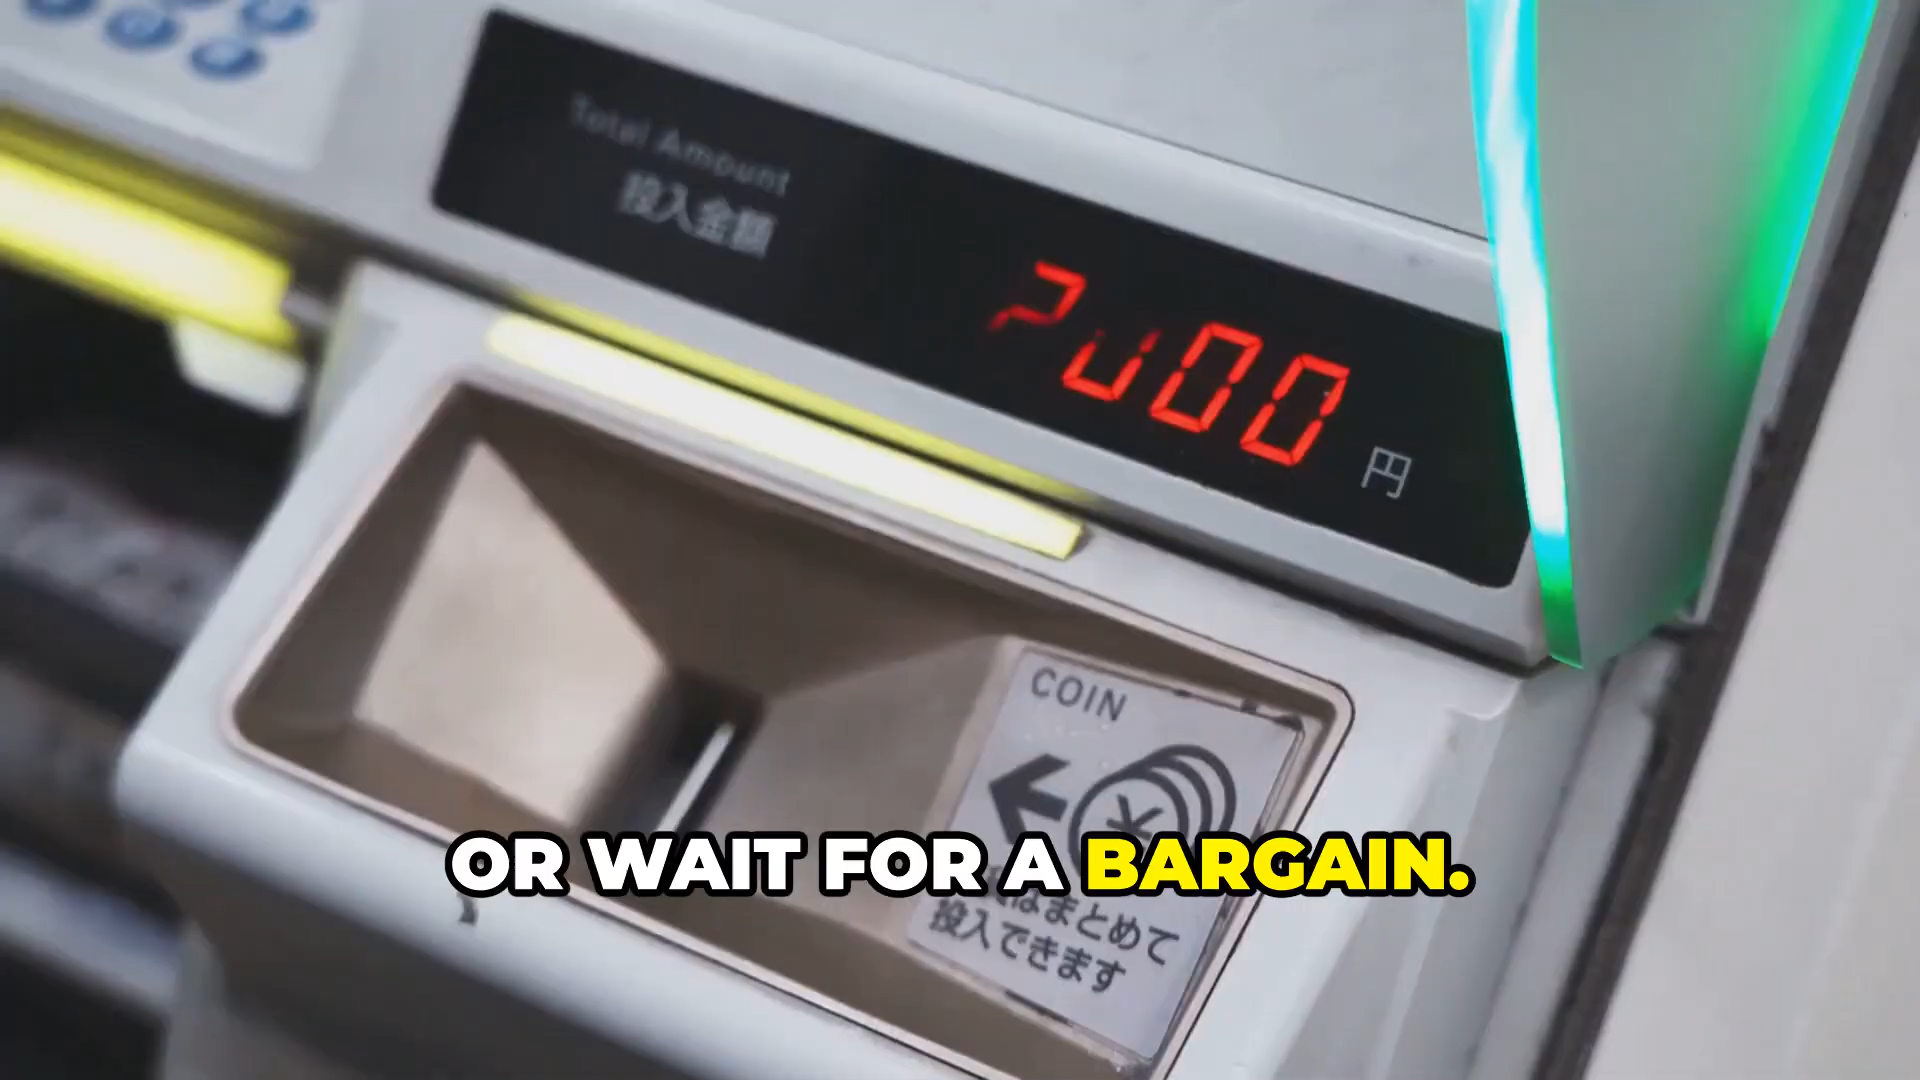 Total Amount
投入金額
00
円
COIN
OR WAIT FOR A BARGAIN.
はまとめて
投入できます